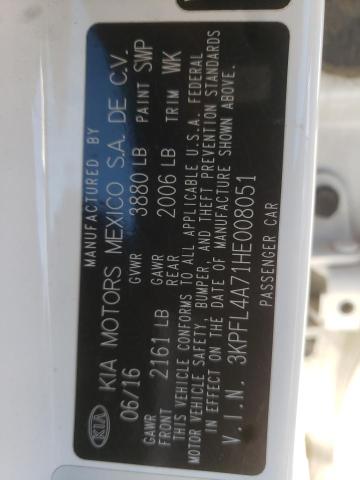 MANUFACTURED BY
KIA KIA MOTORS MEXICO S.A. DE C.V.
06/16 GVWR 3880 LB PAINT SWP
GAWR FRONT 2161 LB GAWR REAR 2006 LB TRIM WK
THIS VEHICLE CONFORMS TO ALL APPLICABLE U.S.A. FEDERAL
MOTOR VEHICLE SAFETY, BUMPER, AND THEFT PREVENTION STANDARDS
IN EFFECT ON THE DATE OF MANUFACTURE SHOWN ABOVE.
V.I.N. 3KPFL4A71HE008051
PASSENGER CAR